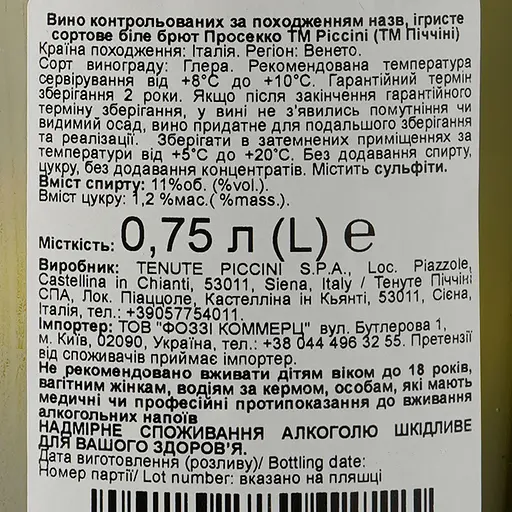 Вино контрольованих за походженням назв, ігристе
сортове біле брют Просекко ТМ Piccini (ТМ Піччіні)
Країна походження: Італія. Регіон: Венето.
Сорт винограду: Глера. Рекомендована температура
сервірування від +8°С до +10°С. Гарантійний термін
зберігання 2 роки. Якщо після закінчення гарантійного
терміну зберігання, у вині не з'явились помутніння чи
видимий осад, вино придатне для подальшого зберігання
та реалізації. Зберігати в затемнених приміщеннях за
температури від +5°С до +20°С. Без додавання спирту,
цукру, без додавання концентратів. Містить сульфіти.
Вміст спирту: 11%об. (%vol.).
Вміст цукру: 1,2 %мас.( %mass.).
Місткість: 0,75 л (L) ℮
Виробник: TENUTE PICCINI S.P.A., Loc. Piazzole,
Castellina in Chianti, 53011, Siena, Italy / Тенуте Піччіні
СПА, Лок. Піаццоле, Кастелліна ін Кьянті, 53011, Сієна,
Італія, тел.: +39057754011.
Імпортер: ТОВ "ФОЗЗІ КОММЕРЦ" вул. Бутлерова 1,
м. Київ, 02090, Україна, тел.: +38 044 496 32 55. Претензії
від споживачів приймає імпортер.
Не рекомендовано вживати дітям віком до 18 років,
вагітним жінкам, водіям за кермом, особам, які мають
медичні чи професійні протипоказання до вживання
алкогольних напоїв
НАДМІРНЕ СПОЖИВАННЯ АЛКОГОЛЮ ШКІДЛИВЕ
ДЛЯ ВАШОГО ЗДОРОВ'Я.
Дата виготовлення (розливу)/ Bottling date:
Номер партії/ Lot number: вказано на пляшці